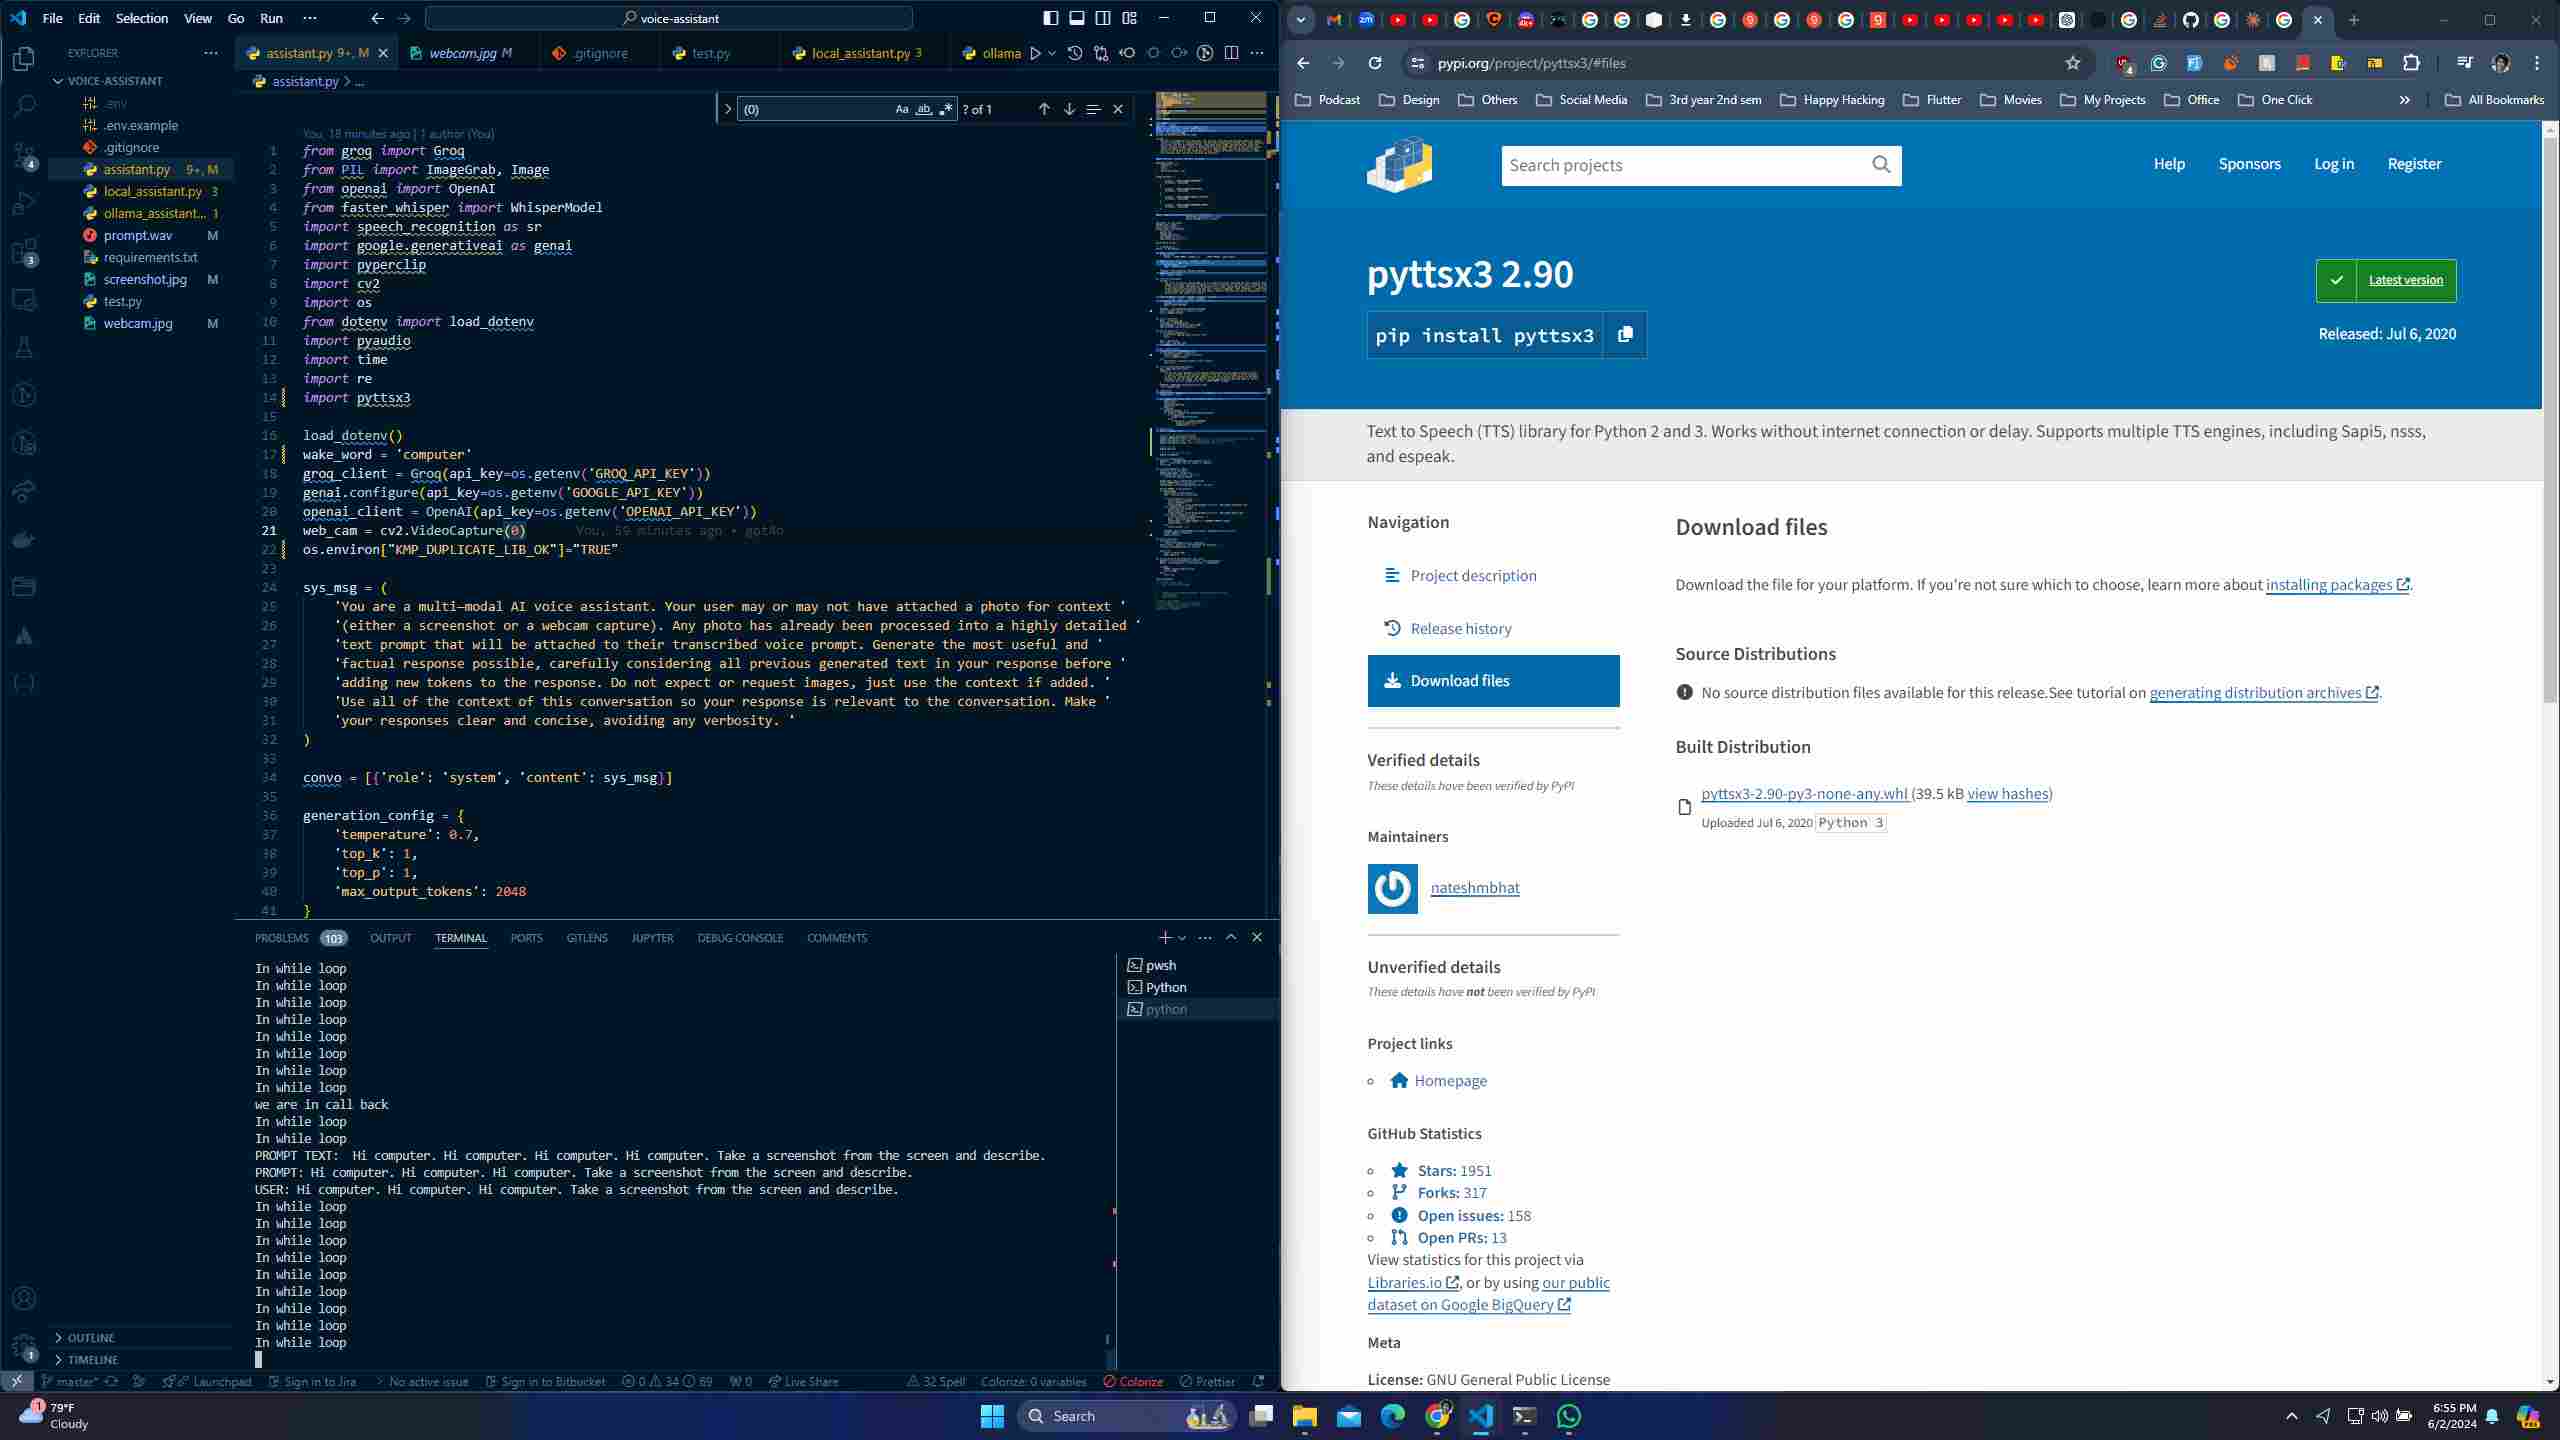 File Edit Selection View Go Run ···
voice-assistant
EXPLORER
VOICE-ASSISTANT
.env
.env.example
.gitignore
assistant.py 9+, M
local_assistant.py 3
ollama_assistant... 1
prompt.wav M
requirements.txt
screenshot.jpg M
test.py
webcam.jpg M
OUTLINE
TIMELINE
assistant.py 9+, M
webcam.jpg M
.gitignore
test.py
local_assistant.py 3
ollama
assistant.py > ...
(0)
? of 1
You, 18 minutes ago | 1 author (You)
1 from groq import Groq
2 from PIL import ImageGrab, Image
3 from openai import OpenAI
4 from faster_whisper import WhisperModel
5 import speech_recognition as sr
6 import google.generativeai as genai
7 import pyperclip
8 import cv2
9 import os
10 from dotenv import load_dotenv
11 import pyaudio
12 import time
13 import re
14 import pyttsx3
15
16 load_dotenv()
17 wake_word = 'computer'
18 groq_client = Groq(api_key=os.getenv('GROQ_API_KEY'))
19 genai.configure(api_key=os.getenv('GOOGLE_API_KEY'))
20 openai_client = OpenAI(api_key=os.getenv('OPENAI_API_KEY'))
21 web_cam = cv2.VideoCapture(0) You, 59 minutes ago • gpt4o
22 os.environ["KMP_DUPLICATE_LIB_OK"]="TRUE"
23
24 sys_msg = (
25 'You are a multi-modal AI voice assistant. Your user may or may not have attached a photo for context '
26 '(either a screenshot or a webcam capture). Any photo has already been processed into a highly detailed '
27 'text prompt that will be attached to their transcribed voice prompt. Generate the most useful and '
28 'factual response possible, carefully considering all previous generated text in your response before '
29 'adding new tokens to the response. Do not expect or request images, just use the context if added. '
30 'Use all of the context of this conversation so your response is relevant to the conversation. Make '
31 'your responses clear and concise, avoiding any verbosity. '
32 )
33
34 convo = [{'role': 'system', 'content': sys_msg}]
35
36 generation_config = {
37 'temperature': 0.7,
38 'top_k': 1,
39 'top_p': 1,
40 'max_output_tokens': 2048
41 }
PROBLEMS 103 OUTPUT TERMINAL PORTS GITLENS JUPYTER DEBUG CONSOLE COMMENTS
In while loop
In while loop
In while loop
In while loop
In while loop
In while loop
In while loop
In while loop
we are in call back
In while loop
In while loop
PROMPT TEXT: Hi computer. Hi computer. Hi computer. Hi computer. Take a screenshot from the screen and describe.
PROMPT: Hi computer. Hi computer. Hi computer. Take a screenshot from the screen and describe.
USER: Hi computer. Hi computer. Hi computer. Take a screenshot from the screen and describe.
In while loop
In while loop
In while loop
In while loop
In while loop
In while loop
In while loop
In while loop
In while loop
pwsh
Python
python
master* Launchpad Sign in to Jira No active issue Sign in to Bitbucket 0 34 69 0 Live Share 32 Spell Colorize: 0 variables Colorize Prettier
pypi.org/project/pyttsx3/#files
Podcast Design Others Social Media 3rd year 2nd sem Happy Hacking Flutter Movies My Projects Office One Click » All Bookmarks
Search projects
Help Sponsors Log in Register
pyttsx3 2.90
Latest version
pip install pyttsx3
Released: Jul 6, 2020
Text to Speech (TTS) library for Python 2 and 3. Works without internet connection or delay. Supports multiple TTS engines, including Sapi5, nsss,
and espeak.
Navigation
Project description
Release history
Download files
Verified details
These details have been verified by PyPI
Maintainers
nateshmbhat
Unverified details
These details have not been verified by PyPI
Project links
Homepage
GitHub Statistics
Stars: 1951
Forks: 317
Open issues: 158
Open PRs: 13
View statistics for this project via
Libraries.io, or by using our public
dataset on Google BigQuery
Meta
License: GNU General Public License
Download files
Download the file for your platform. If you're not sure which to choose, learn more about installing packages.
Source Distributions
No source distribution files available for this release.See tutorial on generating distribution archives.
Built Distribution
pyttsx3-2.90-py3-none-any.whl (39.5 kB view hashes)
Uploaded Jul 6, 2020 Python 3
79°F
Cloudy
Search
6:55 PM
6/2/2024